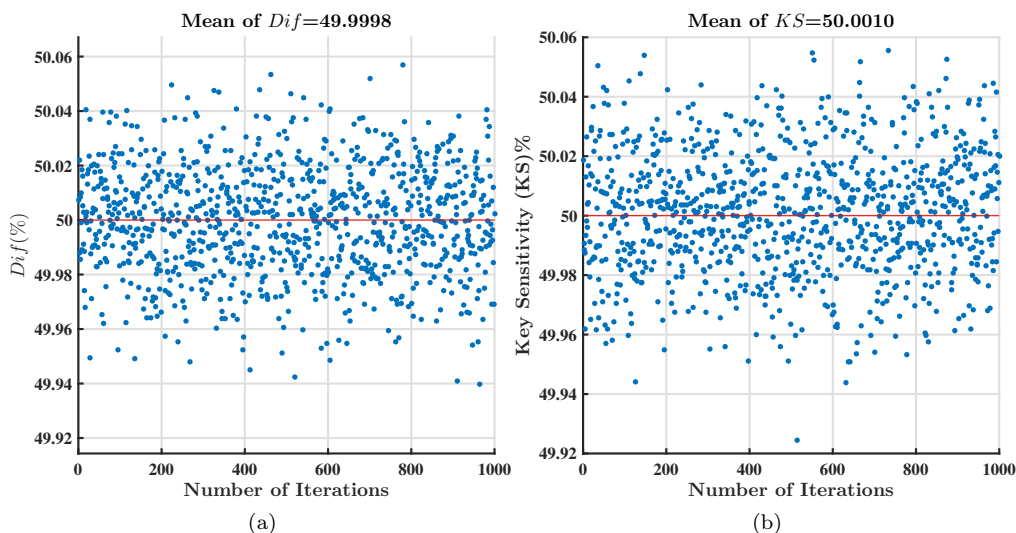 Mean of Dif=49.9998
50.06
50.04
50.02
50
49.98
49.96
49.94
49.92
Dif(%)
0 200 400 600 800 1000
Number of Iterations
(a)
Mean of KS=50.0010
50.06
50.04
50.02
50
49.98
49.96
49.94
49.92
Key Sensitivity (KS)%
0 200 400 600 800 1000
Number of Iterations
(b)